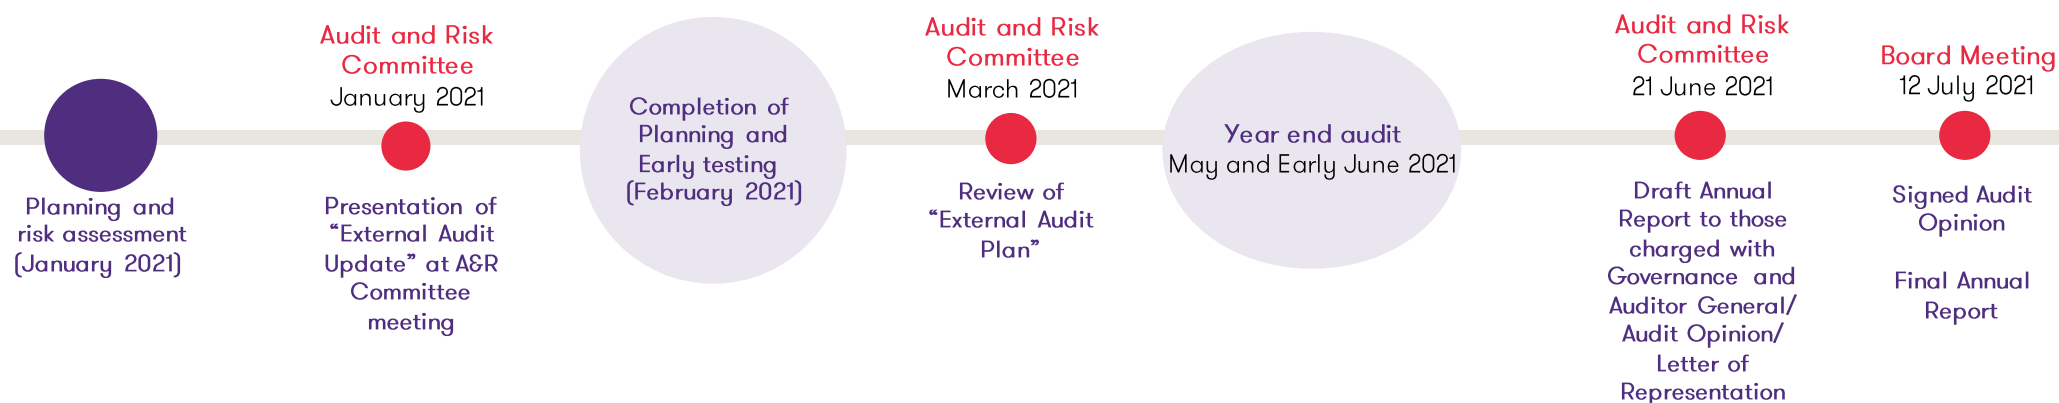 Planning and
risk assessment
(January 2021)
Audit and Risk
Committee
January 2021
Presentation of
“External Audit
Update” at A&R
Committee
meeting
Completion of
Planning and
Early testing
(February 2021)
Audit and Risk
Committee
March 2021
Review of
“External Audit
Plan”
Year end audit
May and Early June 2021
Audit and Risk
Committee
21 June 2021
Draft Annual
Report to those
charged with
Governance and
Auditor General/
Audit Opinion/
Letter of
Representation
Board Meeting
12 July 2021
Signed Audit
Opinion
Final Annual
Report